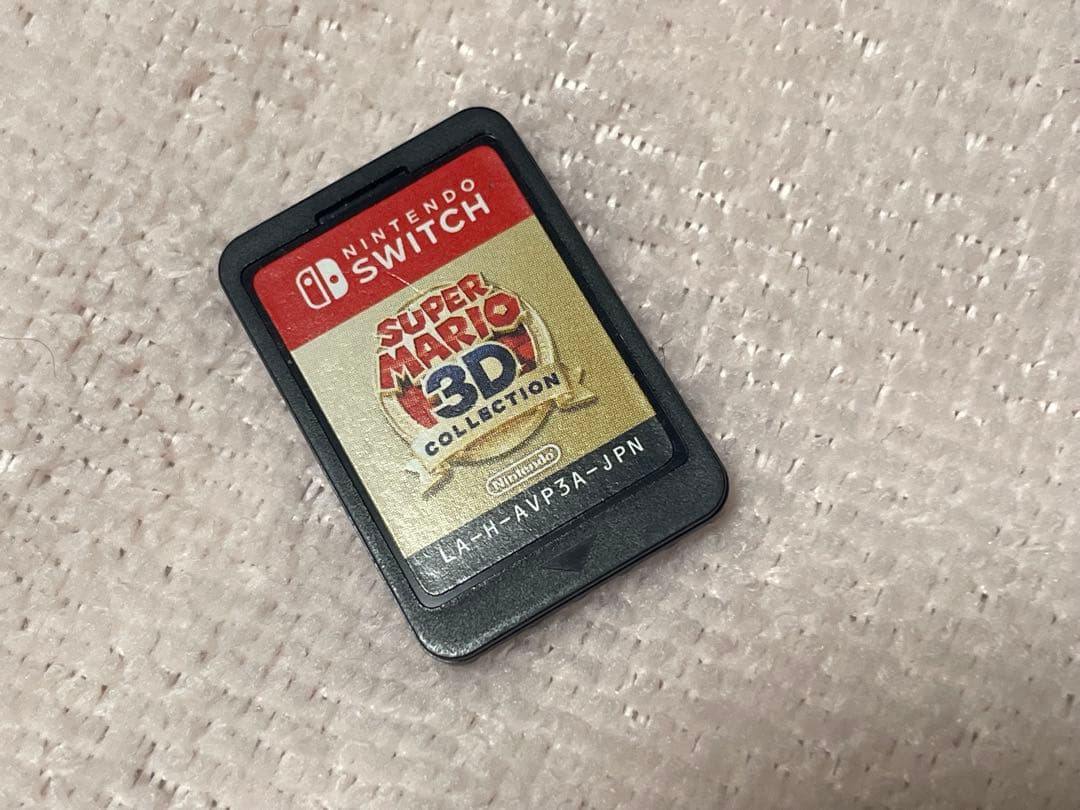 NINTENDO
SWITCH
SUPER
MARIO
3D
COLLECTION
Nintendo
LA-H-AVP3A-JPN